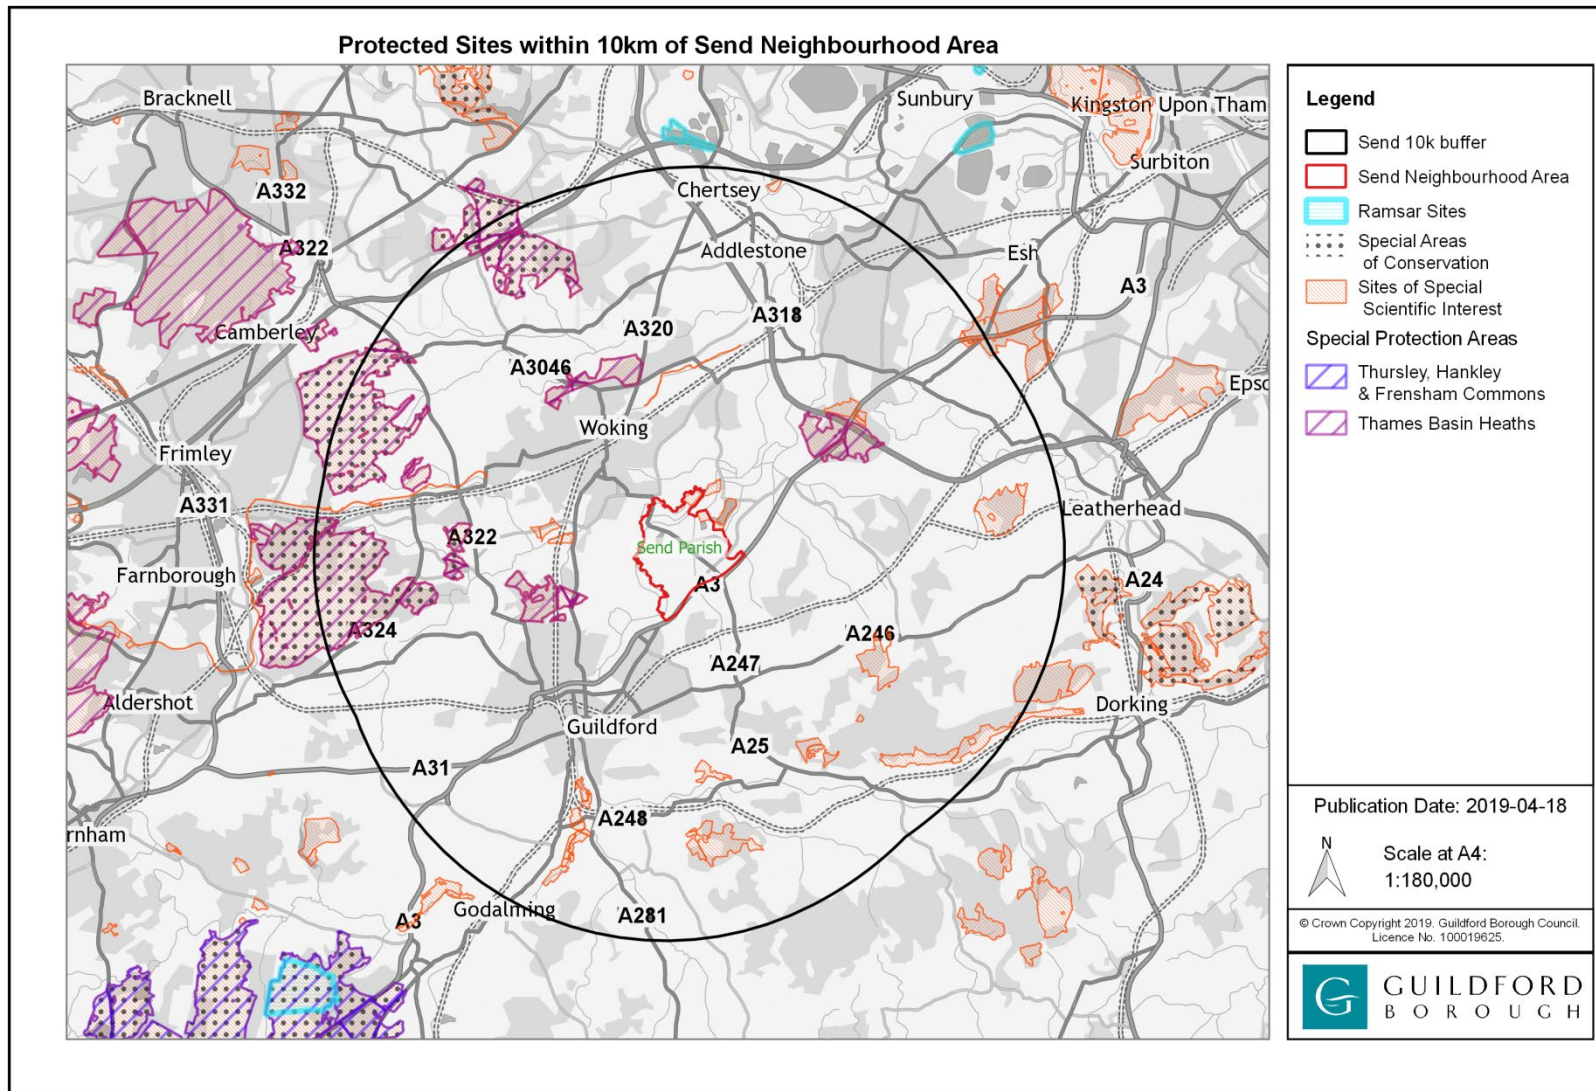 Protected Sites within 10km of Send Neighbourhood Area
Bracknell
Sunbury
Kingston Upon Tham
Surbiton
A332
Chertsey
A322
Addlestone
Esh
A3
Camberley
A320
A318
A3046
Epso
Woking
Frimley
A331
Leatherhead
A322
Send Parish
Farnborough
A3
A24
A324
A246
A247
Aldershot
Dorking
Guildford
A25
A31
A248
rnham
Godalming
A3
A281
Legend
Send 10k buffer
Send Neighbourhood Area
Ramsar Sites
Special Areas
of Conservation
Sites of Special
Scientific Interest
Special Protection Areas
Thursley, Hankley
& Frensham Commons
Thames Basin Heaths
Publication Date: 2019-04-18
N
Scale at A4:
1:180,000
© Crown Copyright 2019. Guildford Borough Council.
Licence No. 100019625.
G
GUILDFORD
BOROUGH